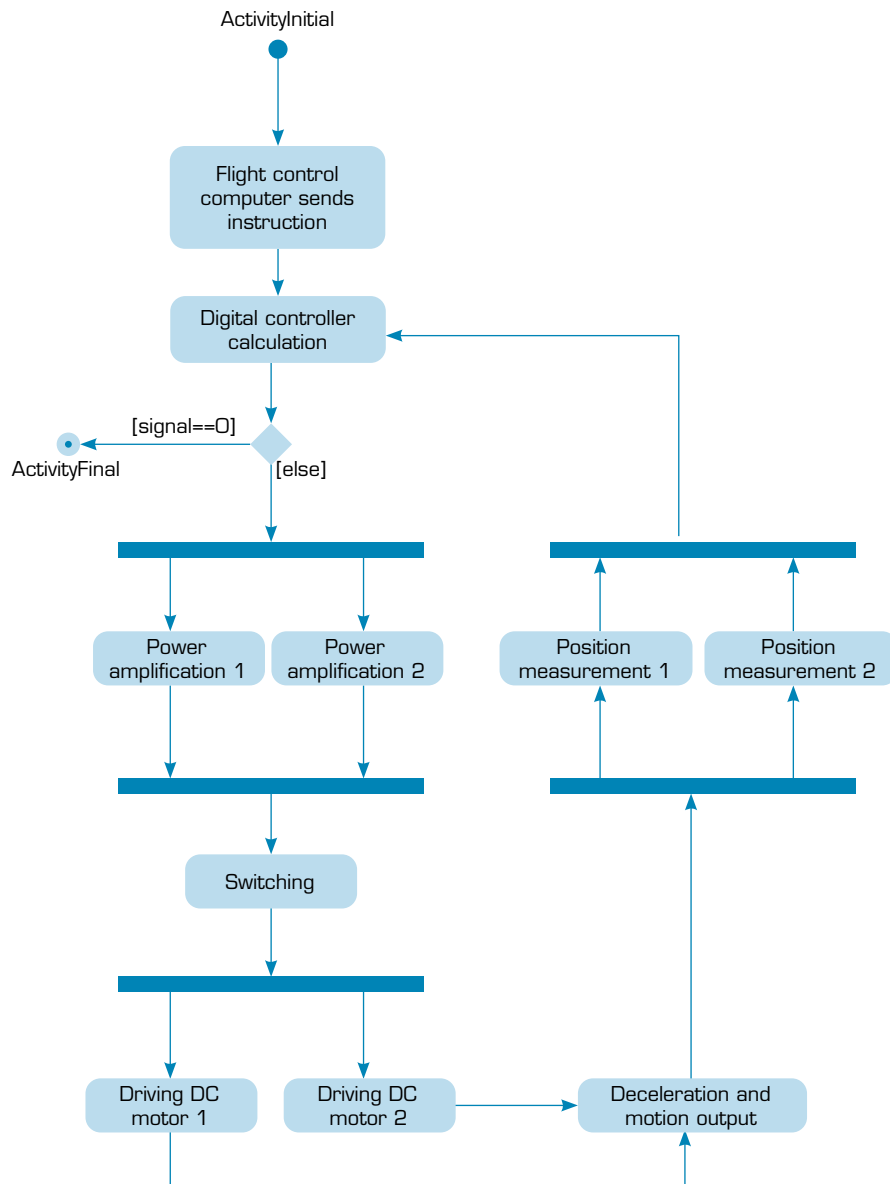 ActivityInitial
Flight control
computer sends
instruction
Digital controller
calculation
[signal==0]
ActivityFinal
[else]
Power
amplification 1
Power
amplification 2
Position
measurement 1
Position
measurement 2
Switching
Driving DC
motor 1
Driving DC
motor 2
Deceleration and
motion output